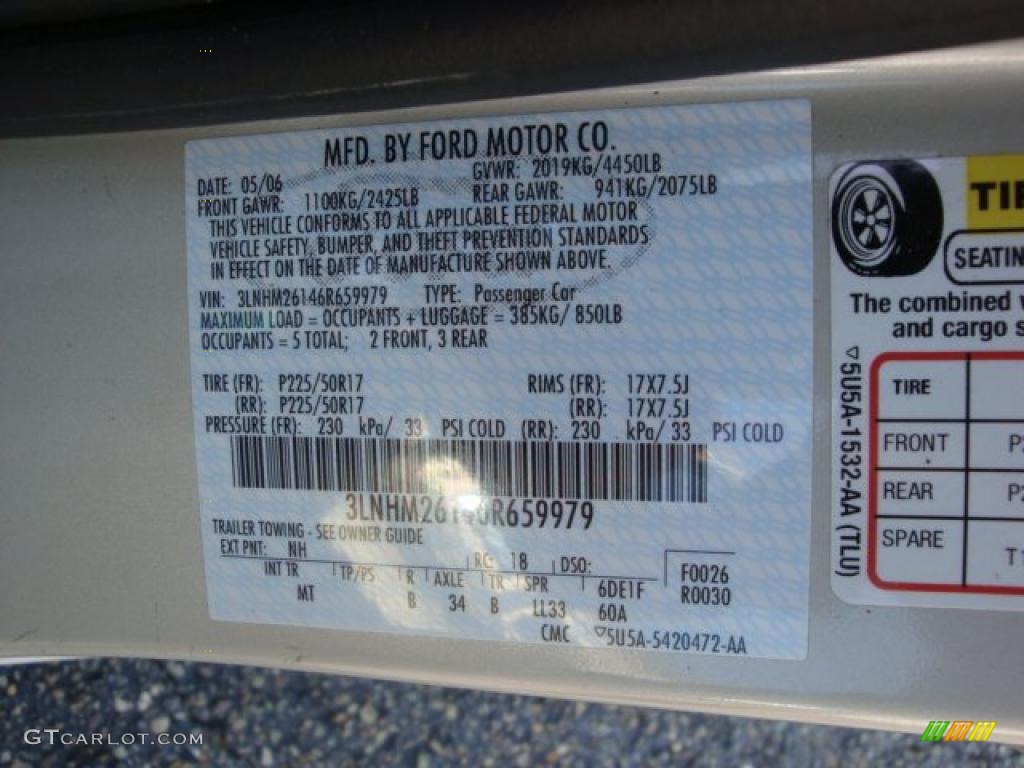 MFD. BY FORD MOTOR CO.
DATE: 05/06 GVWR: 2019KG/4450LB
FRONT GAWR: 1100KG/2425LB REAR GAWR: 941KG/2075LB
THIS VEHICLE CONFORMS TO ALL APPLICABLE FEDERAL MOTOR
VEHICLE SAFETY, BUMPER, AND THEFT PREVENTION STANDARDS
IN EFFECT ON THE DATE OF MANUFACTURE SHOWN ABOVE.
VIN: 3LNHM26146R659979 TYPE: Passenger Car
MAXIMUM LOAD = OCCUPANTS + LUGGAGE = 385KG/ 850LB
OCCUPANTS = 5 TOTAL; 2 FRONT, 3 REAR
TIRE (FR): P225/50R17 RIMS (FR): 17X7.5J
(RR): P225/50R17 (RR): 17X7.5J
PRESSURE (FR): 230 kPa/ 33 PSI COLD (RR): 230 kPa/ 33 PSI COLD
3LNHM26146R659979
TRAILER TOWING - SEE OWNER GUIDE
EXT PNT: NH RC: 18 DSO:
INT TR TP/PS R AXLE TR SPR 6DE1F F0026
MT B 34 B LL33 60A R0030
CMC 5U5A-5420472-AA
TIR
SEATIN
The combined w
and cargo s
5U5A-1532-AA (TLU)
TIRE
FRONT P2
REAR P2
SPARE T1
GTCARLOT.COM